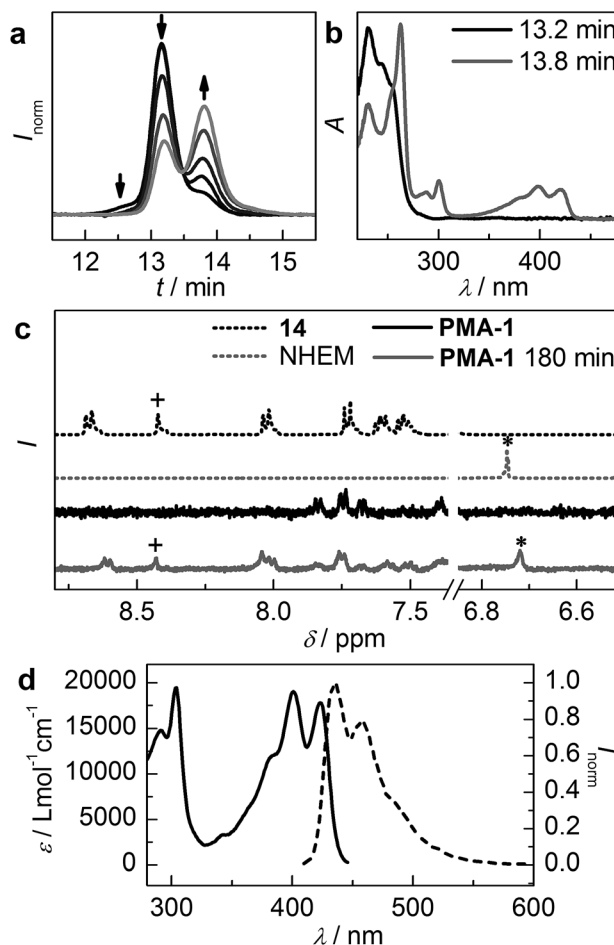 a
I norm
12 13 14 15
t / min
b
13.2 min
13.8 min
A
300 400
λ / nm
c
14 PMA-1
NHEM PMA-1 180 min
+ *
I
+ *
8.5 8.0 7.5 // 6.8 6.6
δ / ppm
d
20000 1.0
15000 0.8
10000 0.6
5000 0.4
0 0.2
0.0
ε / Lmol⁻¹cm⁻¹
I norm
300 400 500 600
λ / nm